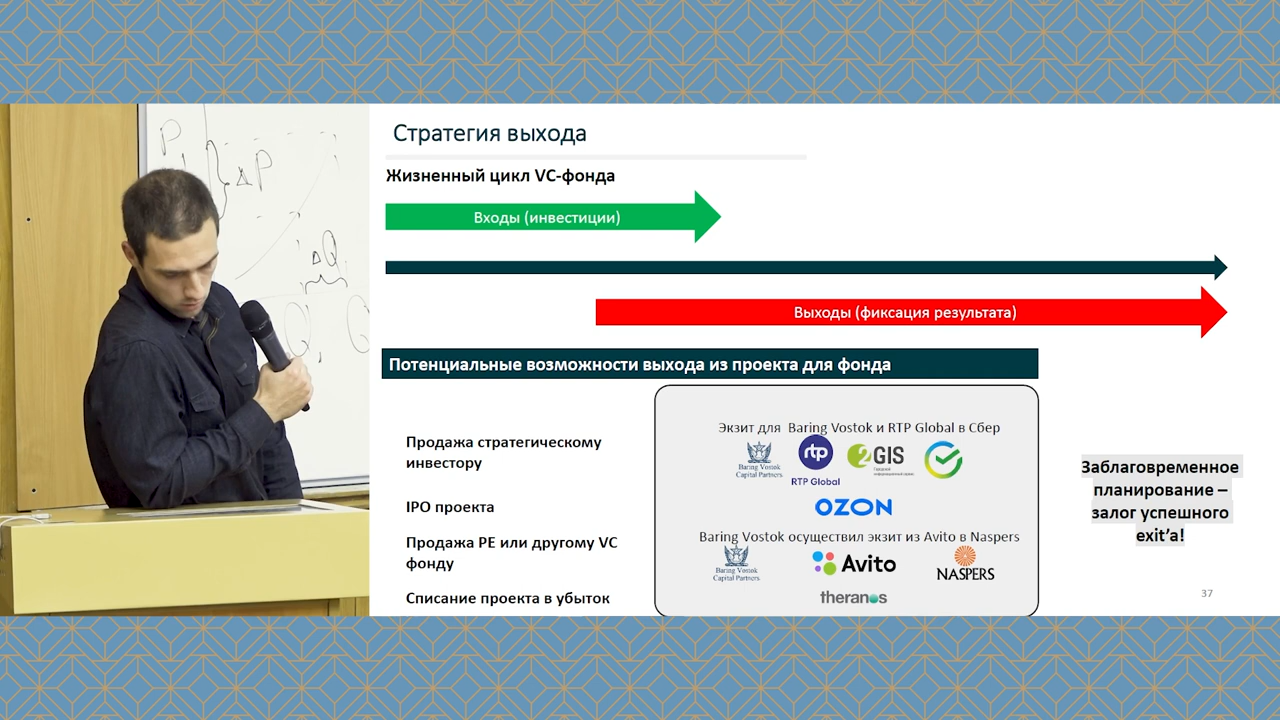 P
ΔP
ΔQ
Q, Q
Стратегия выхода
Жизненный цикл VC-фонда
Входы (инвестиции)
Выходы (фиксация результата)
Потенциальные возможности выхода из проекта для фонда
Продажа стратегическому
инвестору
IPO проекта
Продажа PE или другому VC
фонду
Списание проекта в убыток
Экзит для Baring Vostok и RTP Global в Сбер
Baring Vostok
Capital Partners
rtp
RTP Global
2GIS
OZON
Baring Vostok осуществил экзит из Avito в Naspers
Baring Vostok
Capital Partners
Avito
NASPERS
theranos
Заблаговременное
планирование –
залог успешного
exit’а!
37